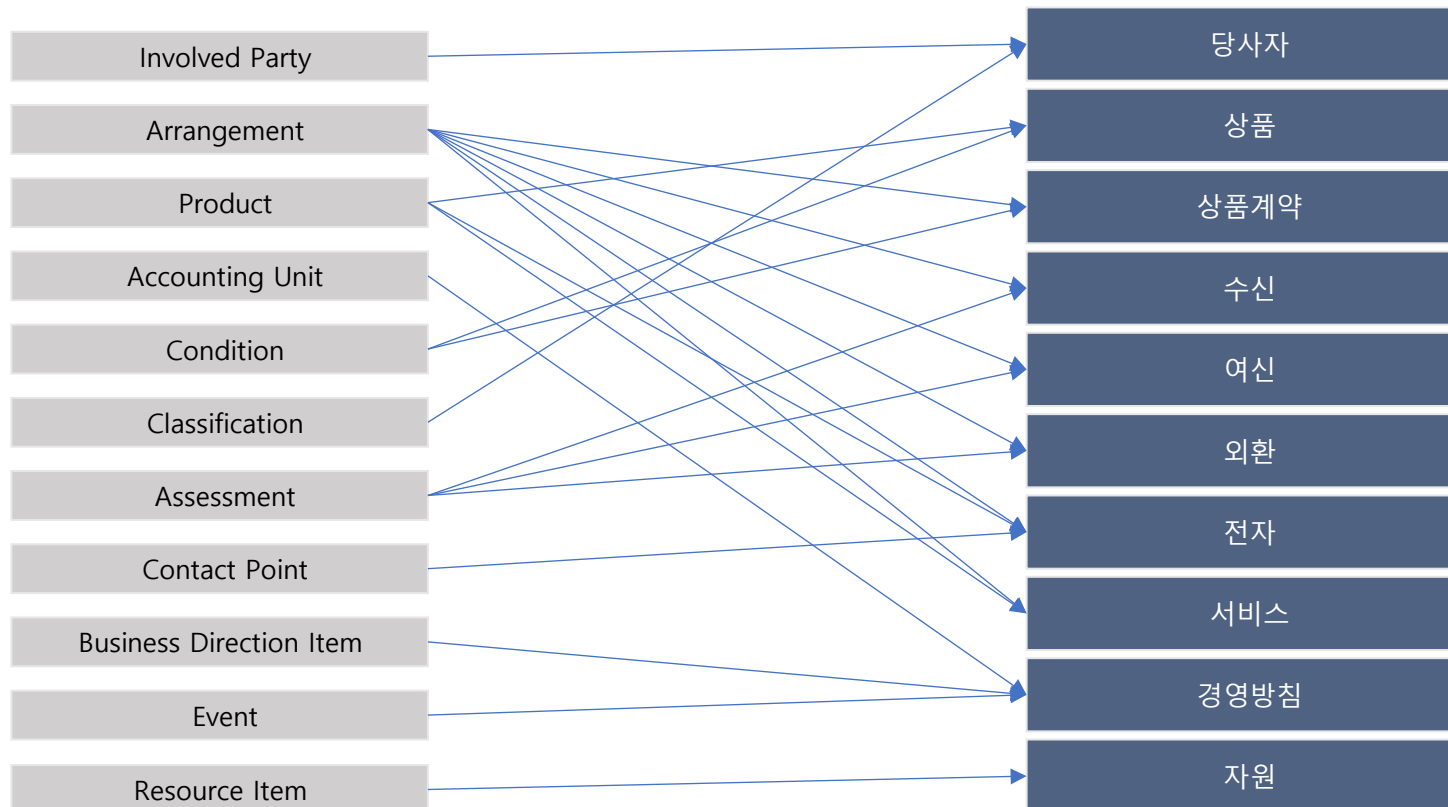 Involved Party
Arrangement
Product
Accounting Unit
Condition
Classification
Assessment
Contact Point
Business Direction Item
Event
Resource Item
당사자
상품
상품계약
수신
여신
외환
전자
서비스
경영방침
자원